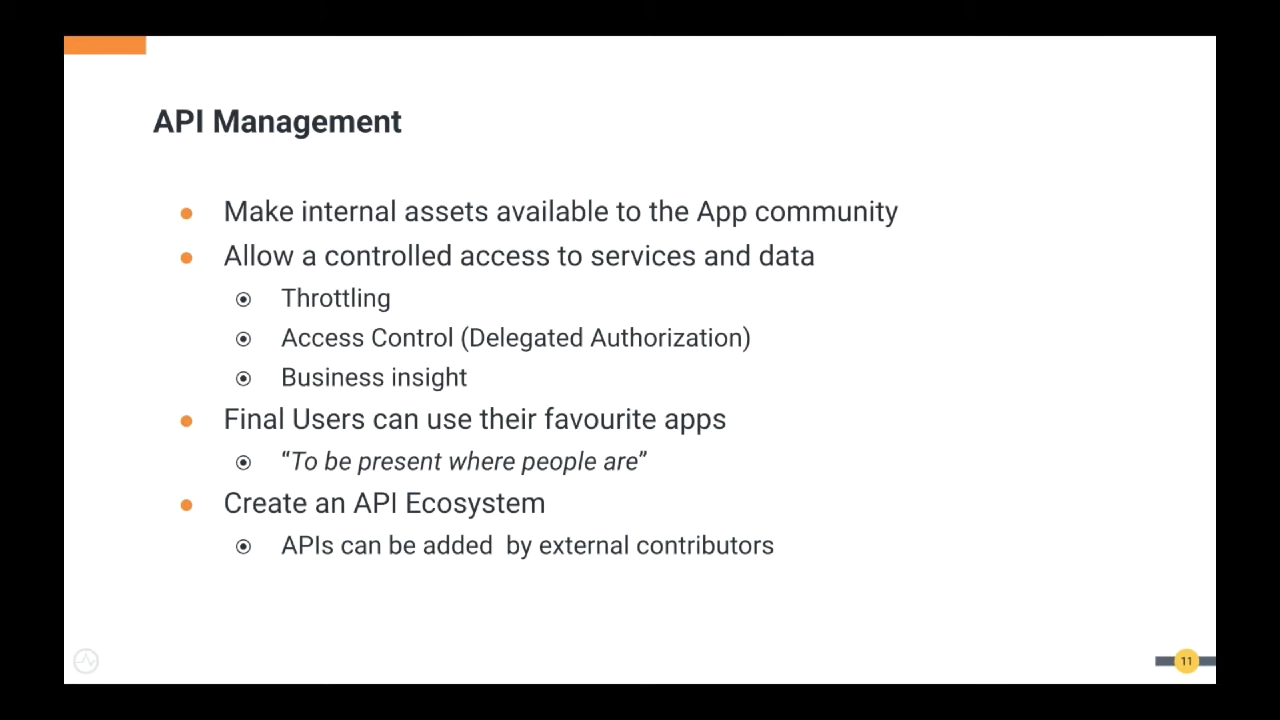 API Management
Make internal assets available to the App community
Allow a controlled access to services and data
Throttling
Access Control (Delegated Authorization)
Business insight
Final Users can use their favourite apps
“To be present where people are”
Create an API Ecosystem
APIs can be added  by external contributors
11